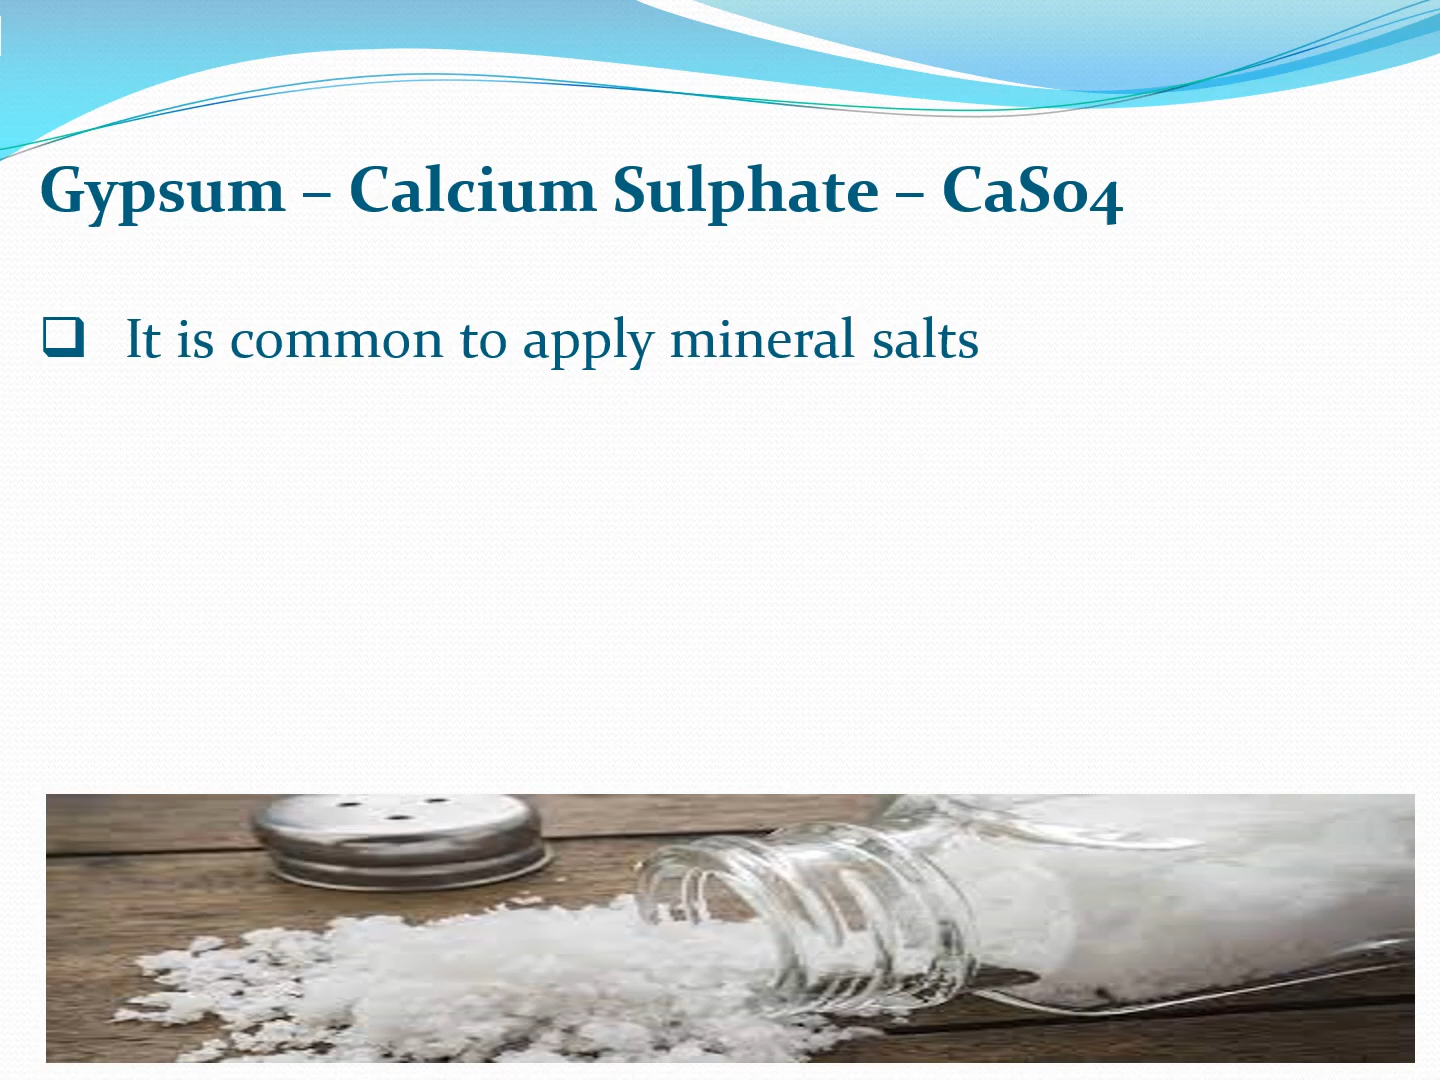 Gypsum – Calcium Sulphate – CaSo4
It is common to apply mineral salts